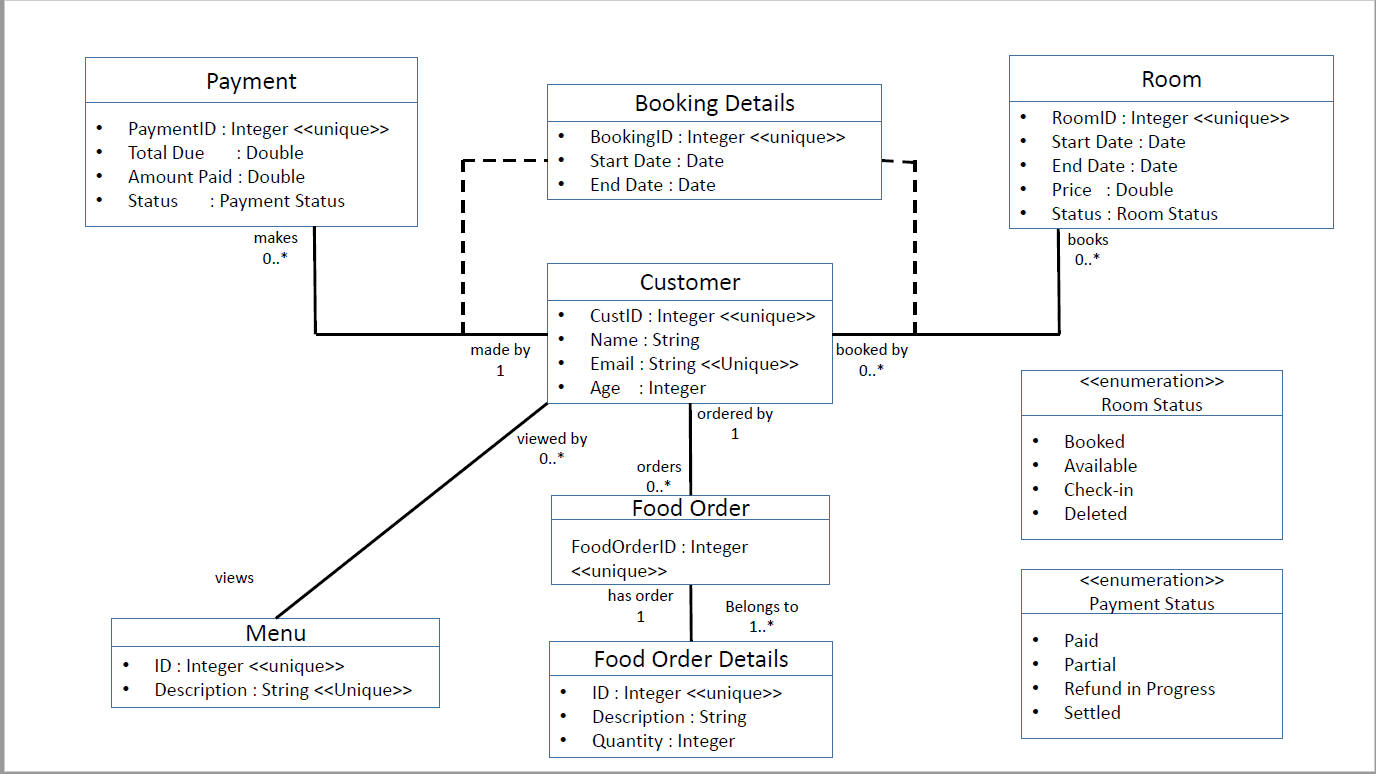 Payment
• PaymentID : Integer <<unique>>
• Total Due : Double
• Amount Paid : Double
• Status : Payment Status
makes
0..*
Booking Details
• BookingID : Integer <<unique>>
• Start Date : Date
• End Date : Date
Room
• RoomID : Integer <<unique>>
• Start Date : Date
• End Date : Date
• Price : Double
• Status : Room Status
books
0..*
Customer
• CustID : Integer <<unique>>
• Name : String
• Email : String <<Unique>>
• Age : Integer
made by
1
booked by
0..*
viewed by
0..*
ordered by
1
orders
0..*
<<enumeration>>
Room Status
• Booked
• Available
• Check-in
• Deleted
Food Order
FoodOrderID : Integer
<<unique>>
has order
1
Belongs to
1..*
views
Menu
• ID : Integer <<unique>>
• Description : String <<Unique>>
Food Order Details
• ID : Integer <<unique>>
• Description : String
• Quantity : Integer
<<enumeration>>
Payment Status
• Paid
• Partial
• Refund in Progress
• Settled